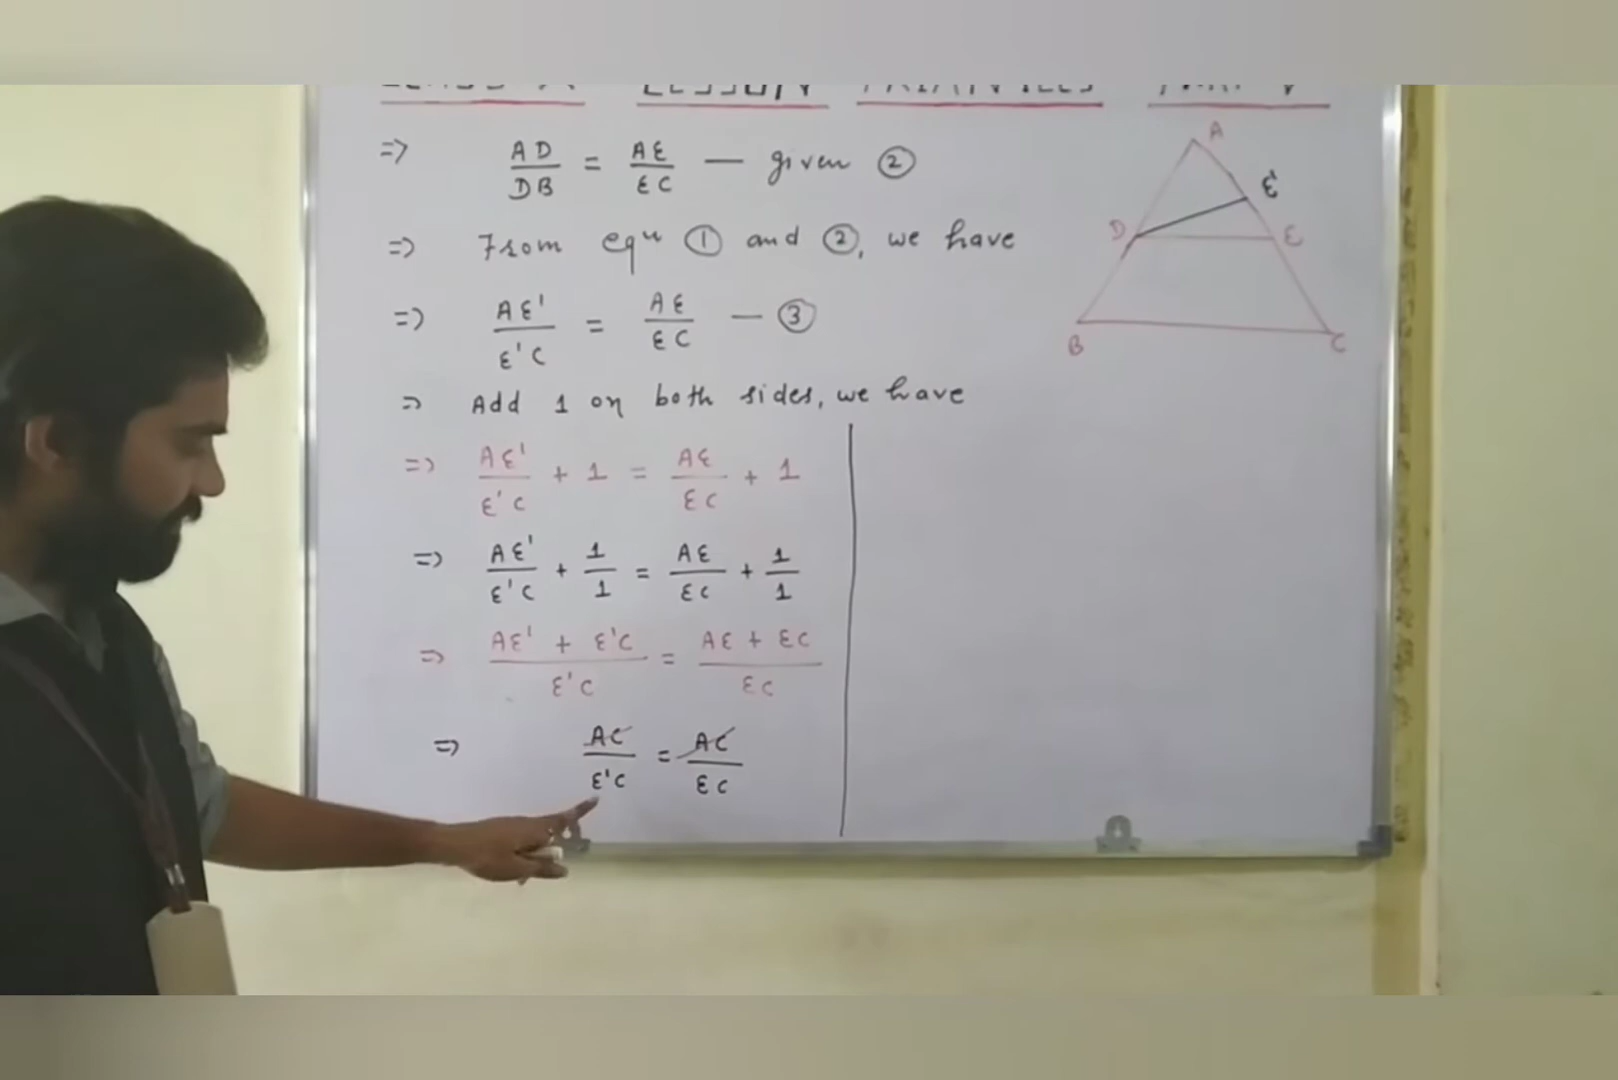 => AD/DB = AE/EC — given ②
=> From equ ① and ②, we have
=> AE'/E'C = AE/EC — ③
=> Add 1 on both sides, we have
=> AE'/E'C + 1 = AE/EC + 1
=> AE'/E'C + 1/1 = AE/EC + 1/1
=> AE' + E'C/E'C = AE + EC/EC
=> AC/E'C = AC/EC
A
E'
D E
B C